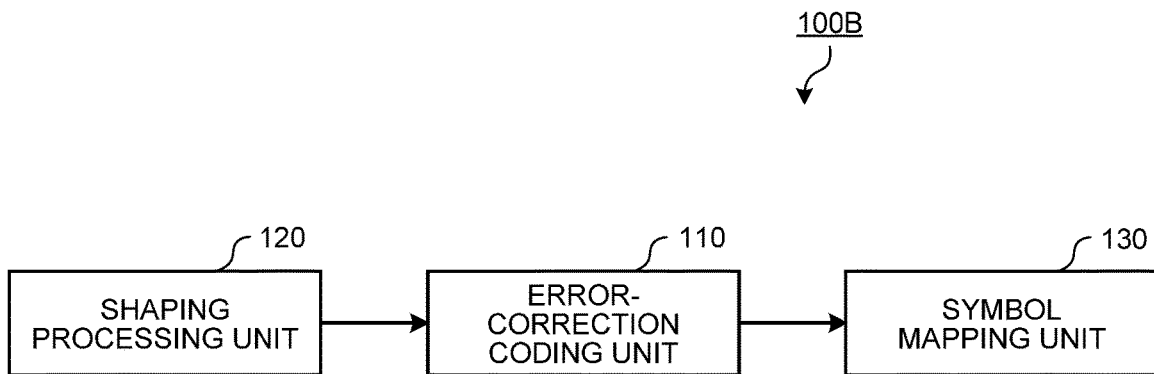 100B
120
110
130
SHAPING
PROCESSING UNIT
ERROR-
CORRECTION
CODING UNIT
SYMBOL
MAPPING UNIT